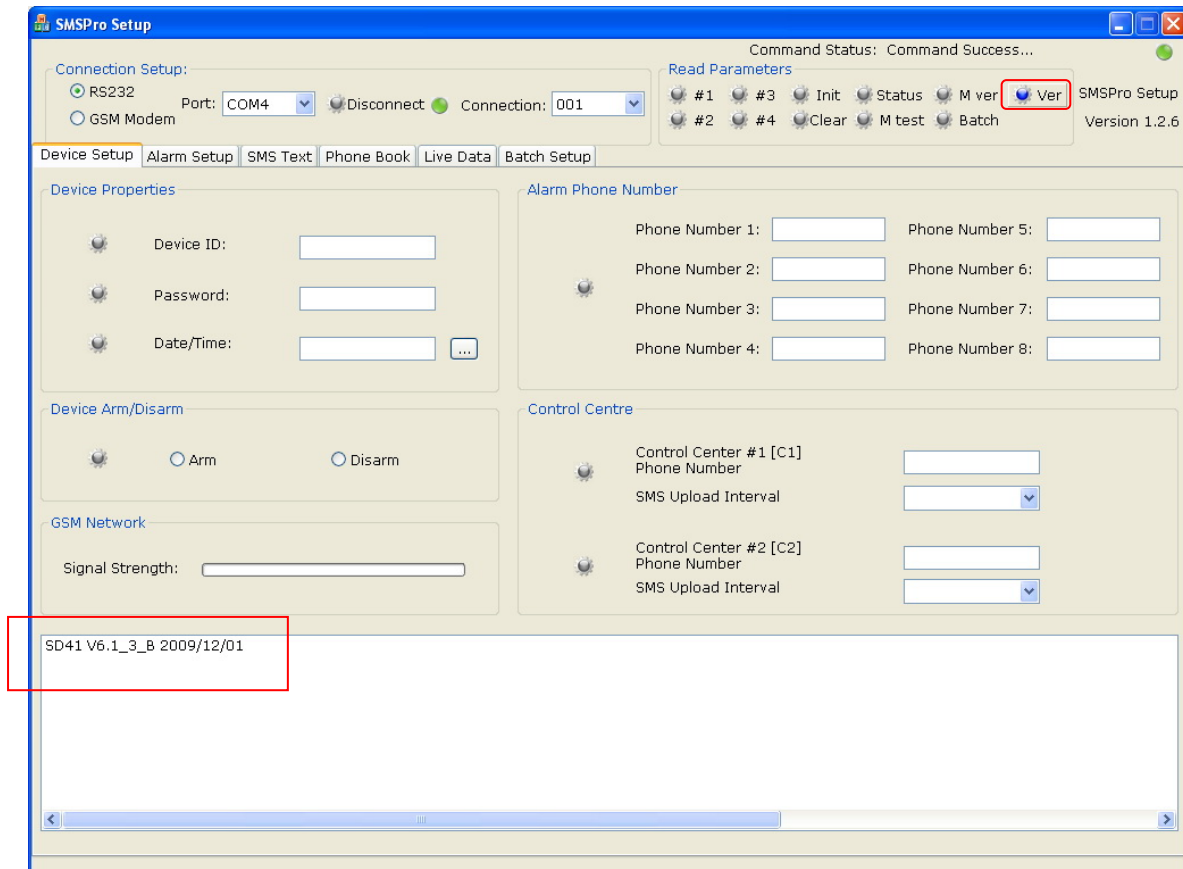 SMSPro Setup
Command Status: Command Success...
Connection Setup:
RS232
GSM Modem
Port: COM4
Disconnect
Connection: 001
Read Parameters
#1 #3 Init Status M ver Ver
#2 #4 Clear M test Batch
SMSPro Setup
Version 1.2.6
Device Setup Alarm Setup SMS Text Phone Book Live Data Batch Setup
Device Properties
Device ID:
Password:
Date/Time: ...
Alarm Phone Number
Phone Number 1: Phone Number 5:
Phone Number 2: Phone Number 6:
Phone Number 3: Phone Number 7:
Phone Number 4: Phone Number 8:
Device Arm/Disarm
Arm Disarm
GSM Network
Signal Strength:
Control Centre
Control Center #1 [C1]
Phone Number
SMS Upload Interval
Control Center #2 [C2]
Phone Number
SMS Upload Interval
SD41 V6.1_3_B 2009/12/01